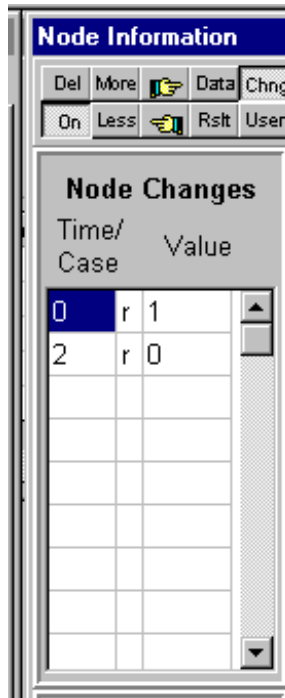 Node Information
Del More Data Chng
On Less Rslt User
Node Changes
Time/ Value
Case
0 r 1
2 r 0